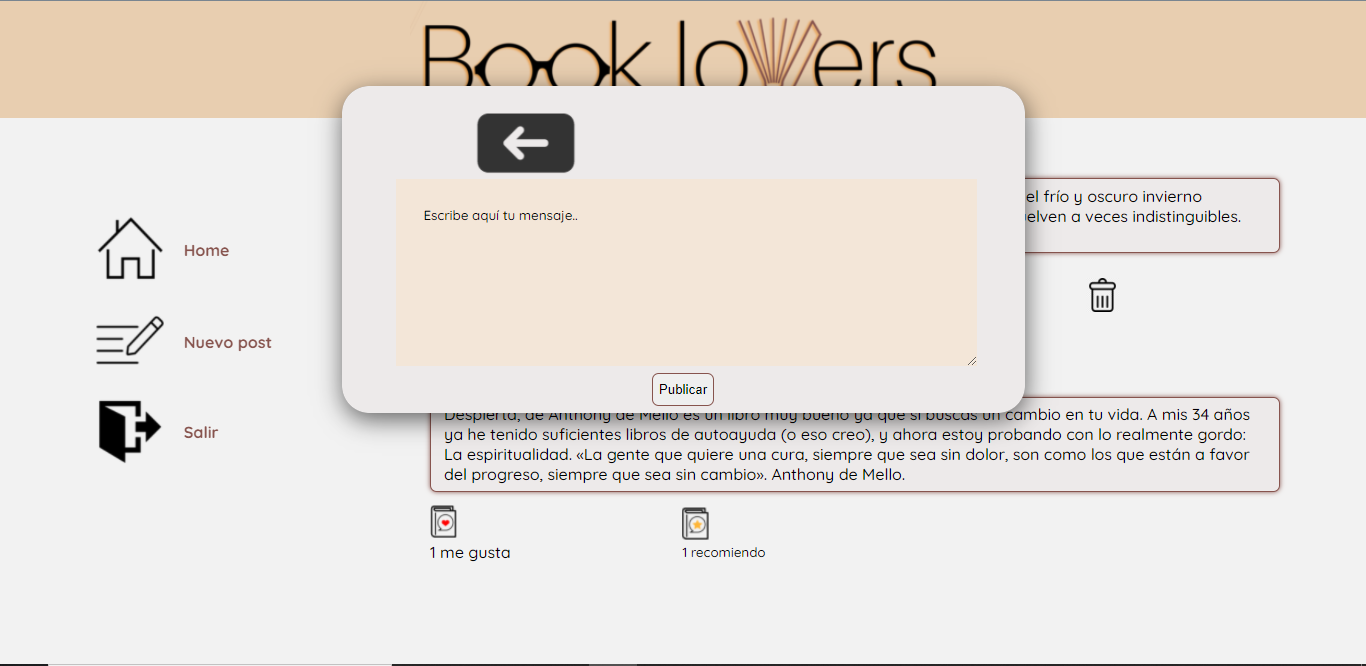 Book lovers
Home
Nuevo post
Salir
Escribe aquí tu mensaje..
Publicar
el frío y oscuro invierno
elven a veces indistinguibles.
Despierta, de Anthony de Mello es un libro muy bueno ya que si buscas un cambio en tu vida. A mis 34 años
ya he tenido suficientes libros de autoayuda (o eso creo), y ahora estoy probando con lo realmente gordo:
La espiritualidad. «La gente que quiere una cura, siempre que sea sin dolor, son como los que están a favor
del progreso, siempre que sea sin cambio». Anthony de Mello.
1 me gusta
1 recomiendo